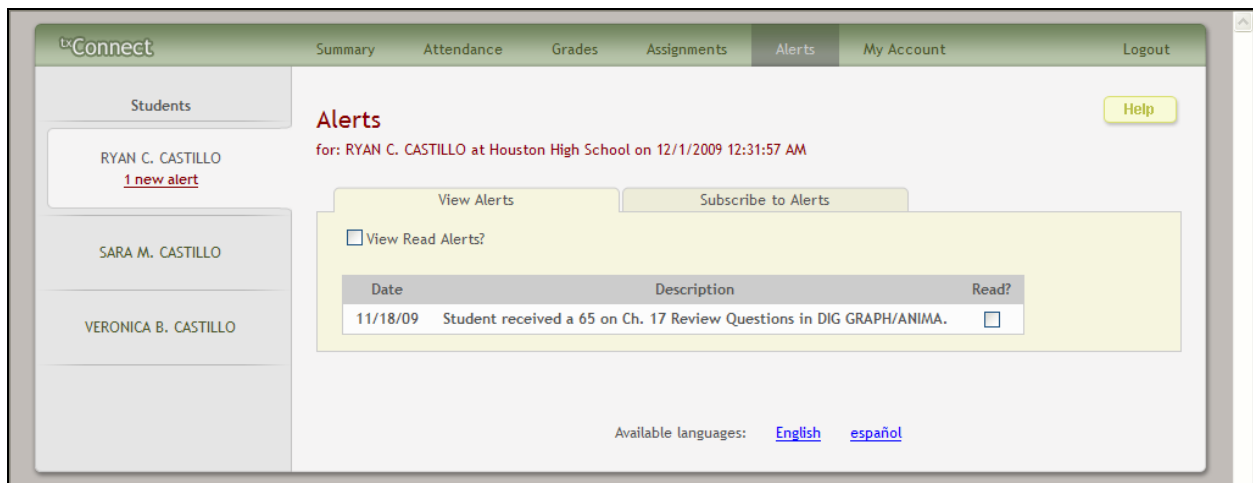 txConnect Summary Attendance Grades Assignments Alerts My Account Logout
Students
RYAN C. CASTILLO
1 new alert
SARA M. CASTILLO
VERONICA B. CASTILLO
Help
Alerts
for: RYAN C. CASTILLO at Houston High School on 12/1/2009 12:31:57 AM
View Alerts Subscribe to Alerts
View Read Alerts?
Date Description Read?
11/18/09 Student received a 65 on Ch. 17 Review Questions in DIG GRAPH/ANIMA.
Available languages: English español